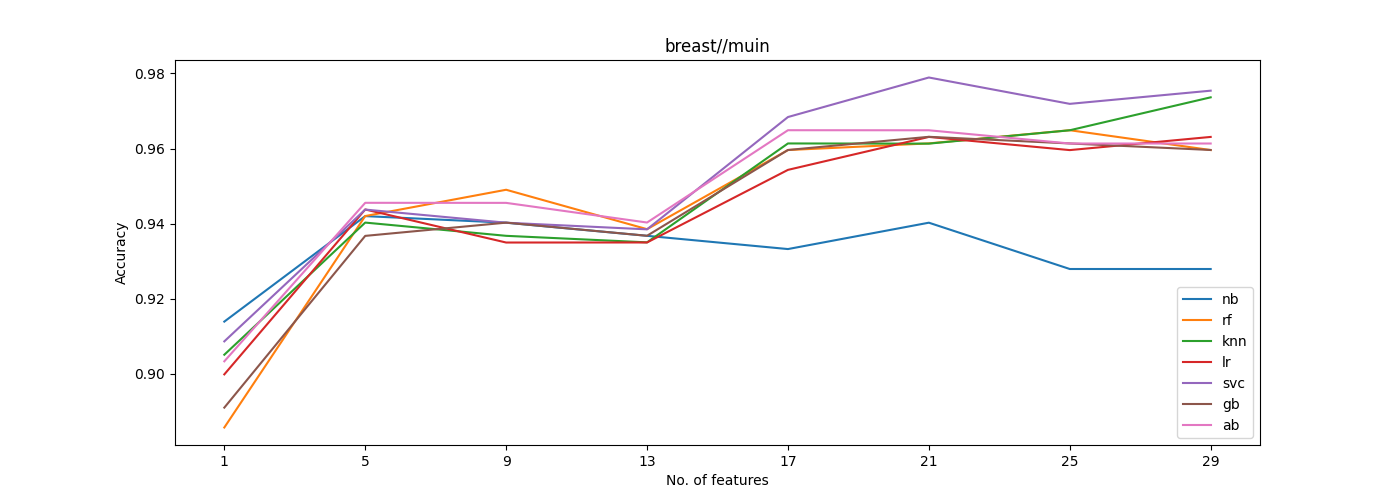 breast//muin
Accuracy
0.98
0.96
0.94
0.92
0.90
1 5 9 13 17 21 25 29
No. of features
nb
rf
knn
lr
svc
gb
ab